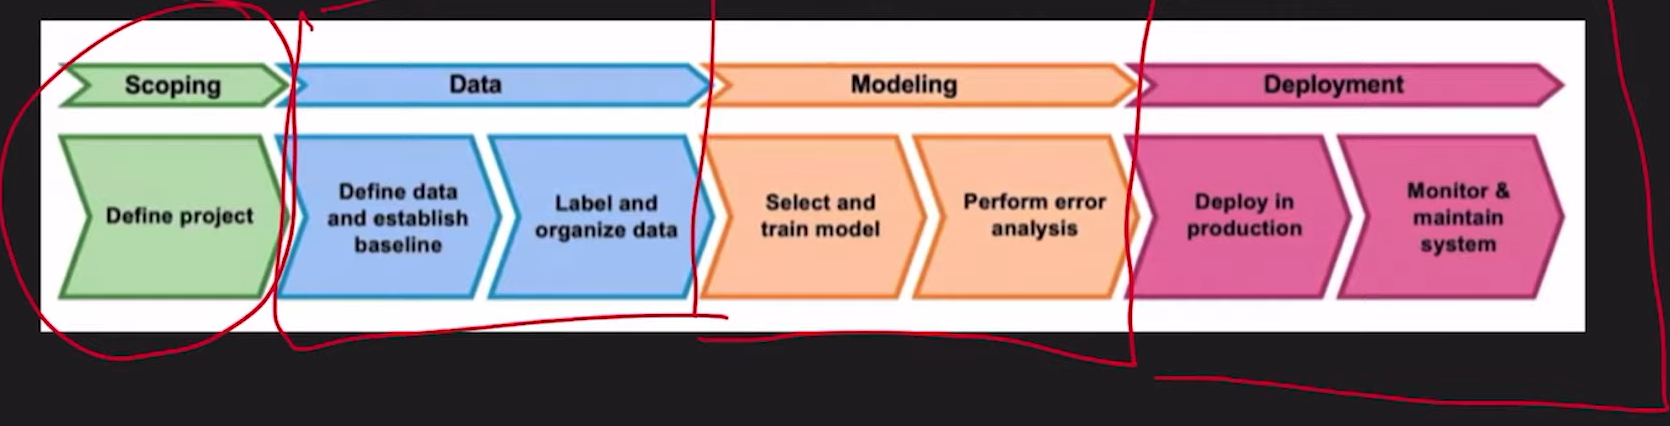 Scoping
Data
Modeling
Deployment
Define project
Define data
and establish
baseline
Label and
organize data
Select and
train model
Perform error
analysis
Deploy in
production
Monitor &
maintain
system